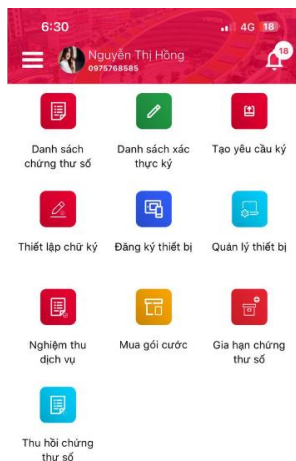 6:30
4G 18
Nguyễn Thị Hồng
0975768585
18
Danh sách
chứng thư số
Danh sách xác
thực ký
Tạo yêu cầu ký
Thiết lập chữ ký
Đăng ký thiết bị
Quản lý thiết bị
Nghiệm thu
dịch vụ
Mua gói cước
Gia hạn chứng
thư số
Thu hồi chứng
thư số